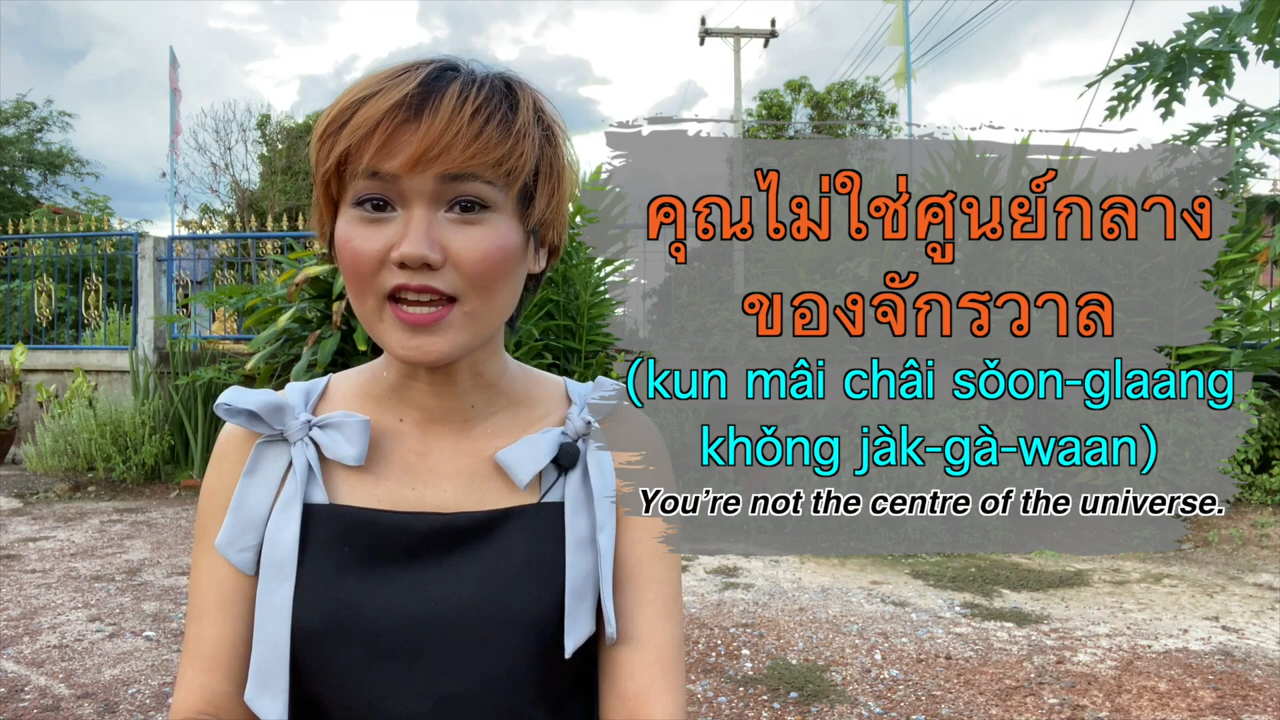 คุณไม่ใช่ศูนย์กลาง
ของจักรวาล
(kun mâi châi sǒon-glaang
khǒng jàk-gà-waan)
You're not the centre of the universe.